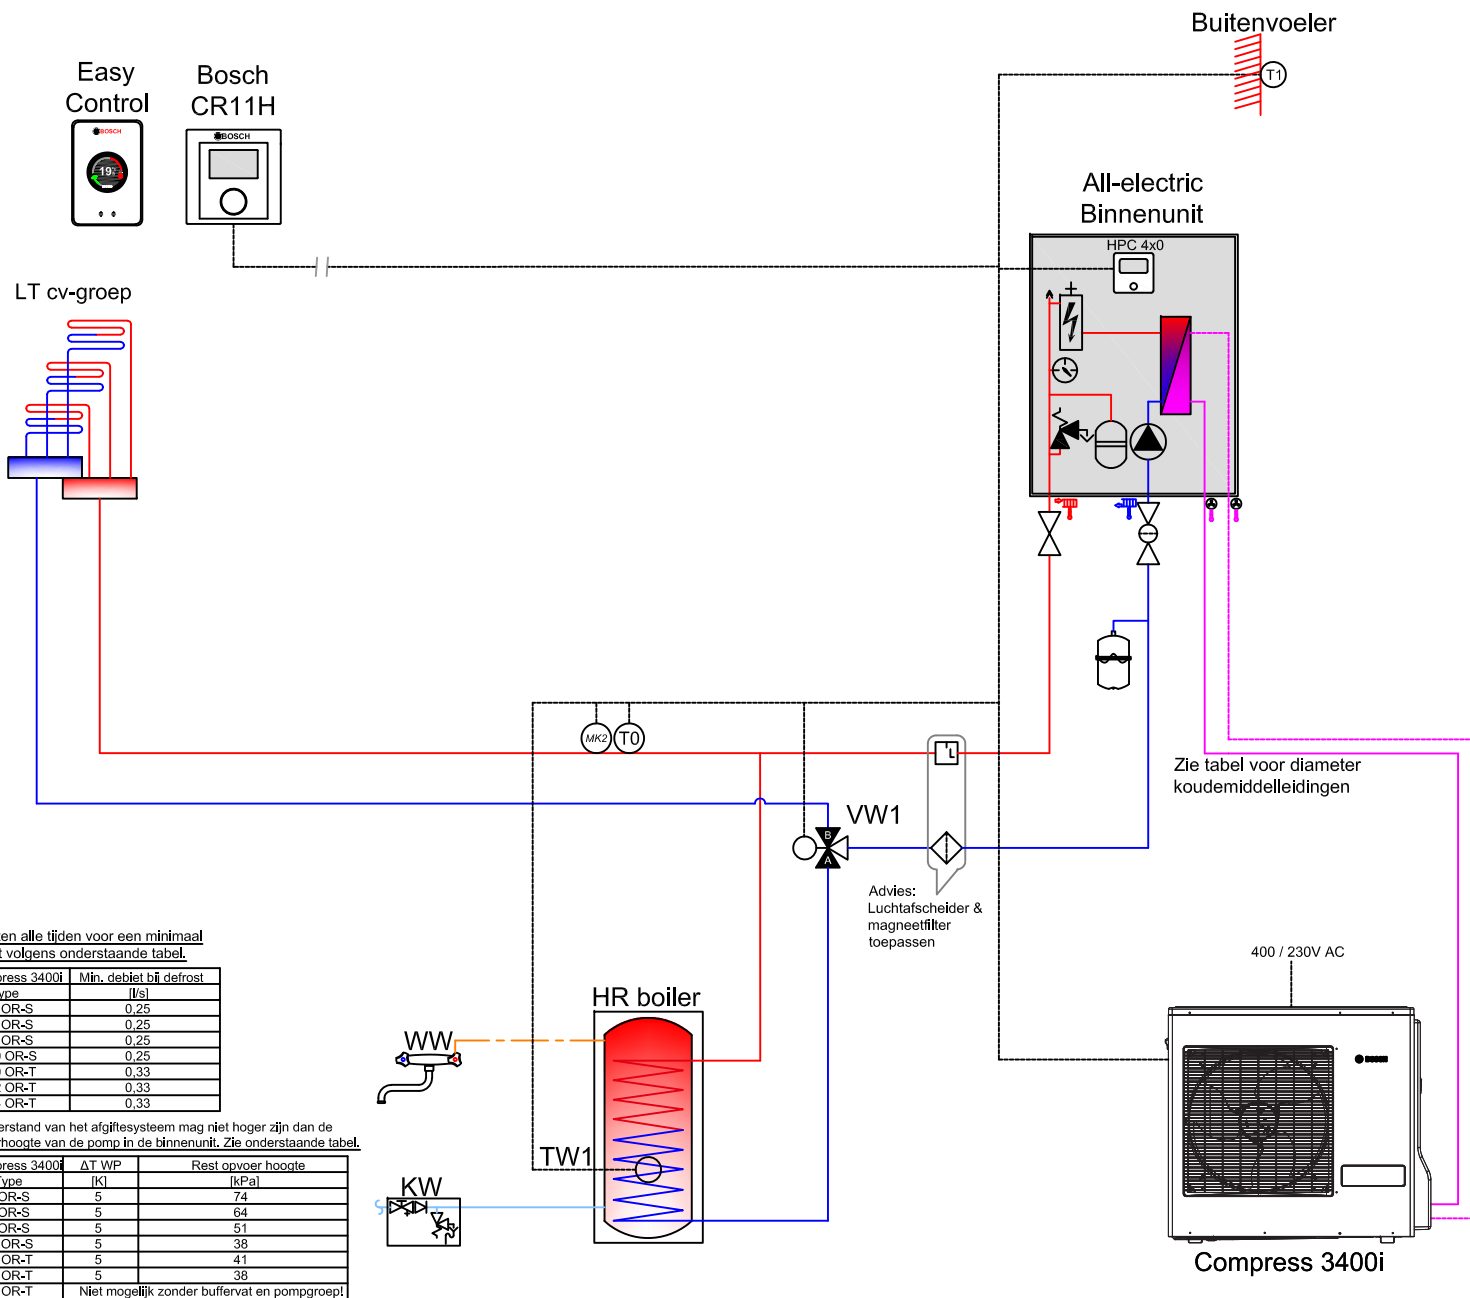 Buitenvoeler
T1
Easy
Control
Bosch
CR11H
BOSCH
19
BOSCH
All-electric
Binnenunit
HPC 4x0
LT cv-groep
MK2
T0
L
Zie tabel voor diameter
koudemiddelleidingen
VW1
B
A
Advies:
Luchtafscheider &
magneetfilter
toepassen
en alle tijden voor een minimaal
t volgens onderstaande tabel.
press 3400i Min. debiet bij defrost
ype [l/s]
OR-S 0,25
OR-S 0,25
OR-S 0,25
OR-S 0,25
OR-T 0,33
OR-T 0,33
OR-T 0,33
erstand van het afgiftesysteem mag niet hoger zijn dan de
rhoogte van de pomp in de binnenunit. Zie onderstaande tabel.
press 3400i ΔT WP Rest opvoer hoogte
Type [K] [kPa]
OR-S 5 74
OR-S 5 64
OR-S 5 51
OR-S 5 38
OR-T 5 41
OR-T 5 38
OR-T Niet mogelijk zonder buffervat en pompgroep!
HR boiler
WW
TW1
KW
400 / 230V AC
BOSCH
Compress 3400i